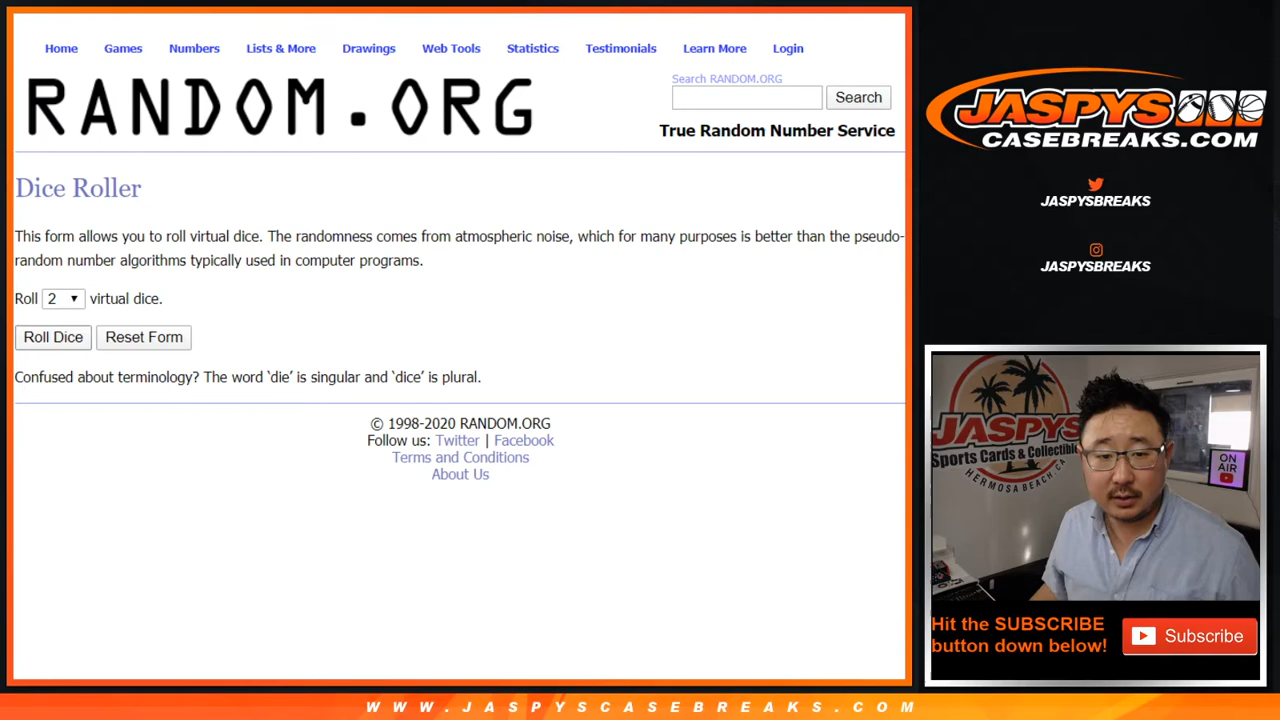 Home Games Numbers Lists & More Drawings Web Tools Statistics Testimonials Learn More Login
RANDOM.ORG
Search RANDOM.ORG
Search
True Random Number Service
Dice Roller
This form allows you to roll virtual dice. The randomness comes from atmospheric noise, which for many purposes is better than the pseudo-
random number algorithms typically used in computer programs.
Roll 2 virtual dice.
Roll Dice Reset Form
Confused about terminology? The word ‘die’ is singular and ‘dice’ is plural.
© 1998-2020 RANDOM.ORG
Follow us: Twitter | Facebook
Terms and Conditions
About Us
JASPYS
CASEBREAKS.COM
JASPYSBREAKS
JASPYSBREAKS
JASPYS
Sports Cards & Collectible
HERMOSA BEACH, CA
ON
AIR
Hit the SUBSCRIBE
button down below!
Subscribe
WWW.JASPYSCASEBREAKS.COM